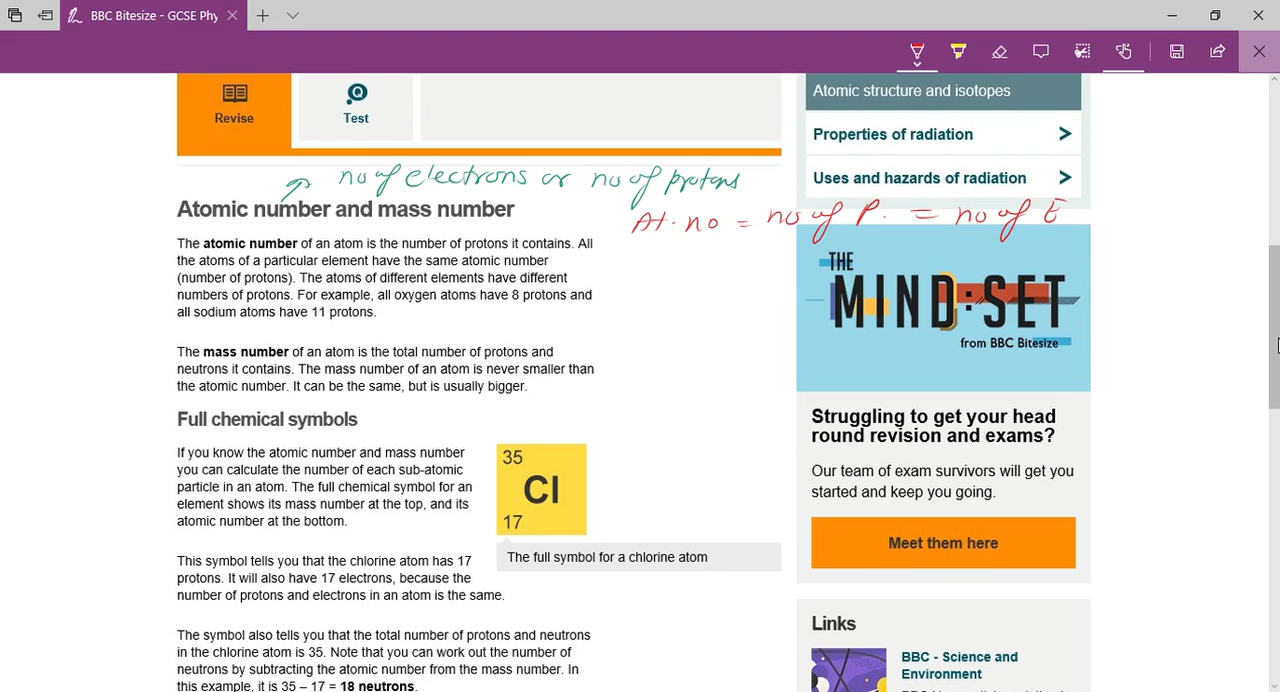 BBC Bitesize - GCSE Phy
Revise
Test
Atomic structure and isotopes
Properties of radiation
Uses and hazards of radiation
no of electrons or no of protons
At. no = no of P. = no of E
Atomic number and mass number
The atomic number of an atom is the number of protons it contains. All
the atoms of a particular element have the same atomic number
(number of protons). The atoms of different elements have different
numbers of protons. For example, all oxygen atoms have 8 protons and
all sodium atoms have 11 protons.
The mass number of an atom is the total number of protons and
neutrons it contains. The mass number of an atom is never smaller than
the atomic number. It can be the same, but is usually bigger.
Full chemical symbols
If you know the atomic number and mass number
you can calculate the number of each sub-atomic
particle in an atom. The full chemical symbol for an
element shows its mass number at the top, and its
atomic number at the bottom.
35
Cl
17
The full symbol for a chlorine atom
This symbol tells you that the chlorine atom has 17
protons. It will also have 17 electrons, because the
number of protons and electrons in an atom is the same.
The symbol also tells you that the total number of protons and neutrons
in the chlorine atom is 35. Note that you can work out the number of
neutrons by subtracting the atomic number from the mass number. In
this example, it is 35 – 17 = 18 neutrons.
THE
MIND:SET
from BBC Bitesize
Struggling to get your head
round revision and exams?
Our team of exam survivors will get you
started and keep you going.
Meet them here
Links
BBC - Science and
Environment